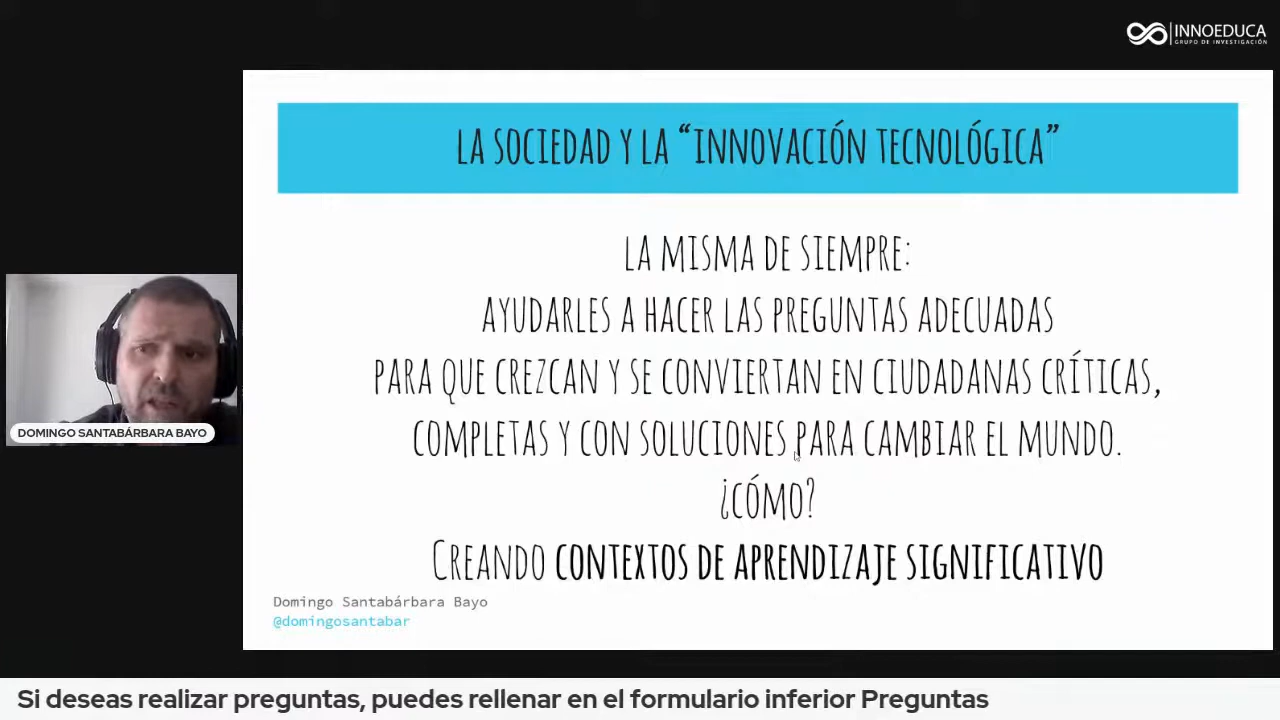 INNOEDUCA
GRUPO DE INVESTIGACIÓN
LA SOCIEDAD Y LA “INNOVACIÓN TECNOLÓGICA”
LA MISMA DE SIEMPRE:
AYUDARLES A HACER LAS PREGUNTAS ADECUADAS
PARA QUE CREZCAN Y SE CONVIERTAN EN CIUDADANAS CRÍTICAS,
COMPLETAS Y CON SOLUCIONES PARA CAMBIAR EL MUNDO.
¿CÓMO?
CREANDO CONTEXTOS DE APRENDIZAJE SIGNIFICATIVO
Domingo Santabárbara Bayo
@domingosantabar
DOMINGO SANTABÁRBARA BAYO
Si deseas realizar preguntas, puedes rellenar en el formulario inferior Preguntas